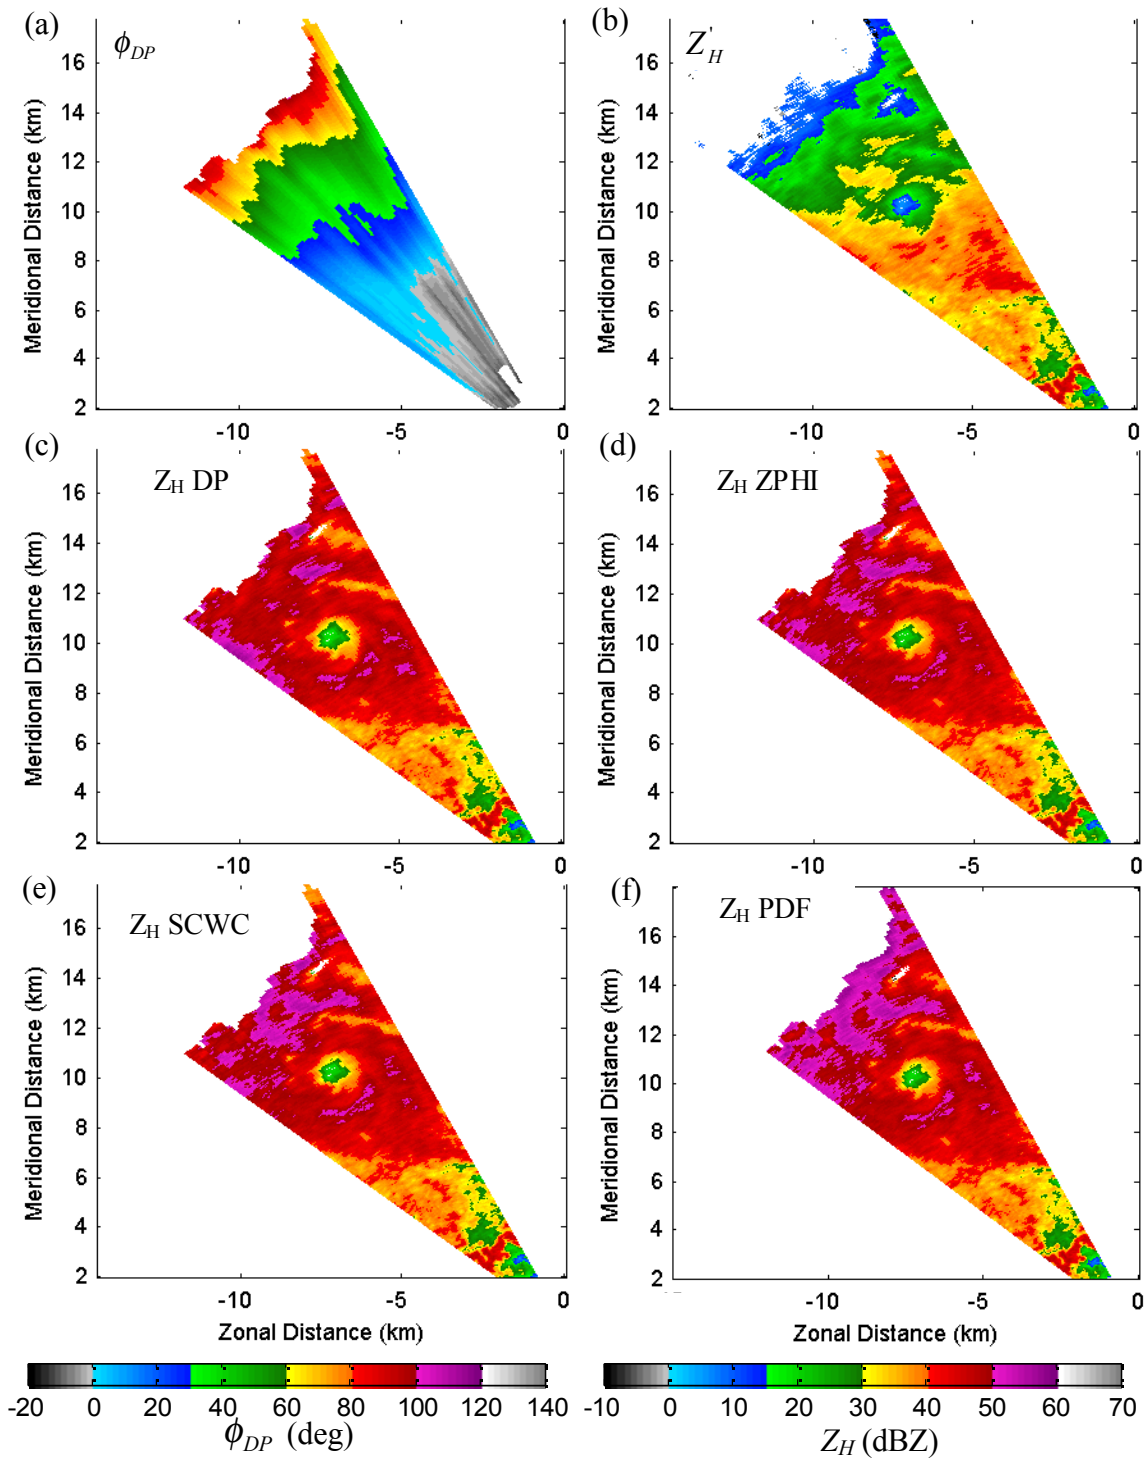 (a)
ϕDP
16
14
12
10
8
6
4
2
-10
-5
0
Meridional Distance (km)
(b)
Z'H
16
14
12
10
8
6
4
2
-10
-5
0
Meridional Distance (km)
(c)
ZH DP
16
14
12
10
8
6
4
2
-10
-5
0
Meridional Distance (km)
(d)
ZH ZPHI
16
14
12
10
8
6
4
2
-10
-5
0
Meridional Distance (km)
(e)
ZH SCWC
16
14
12
10
8
6
4
2
-10
-5
0
Meridional Distance (km)
Zonal Distance (km)
(f)
ZH PDF
16
14
12
10
8
6
4
2
-10
-5
0
Meridional Distance (km)
Zonal Distance (km)
-20 0 20 40 60 80 100 120 140
ϕDP (deg)
-10 0 10 20 30 40 50 60 70
ZH (dBZ)